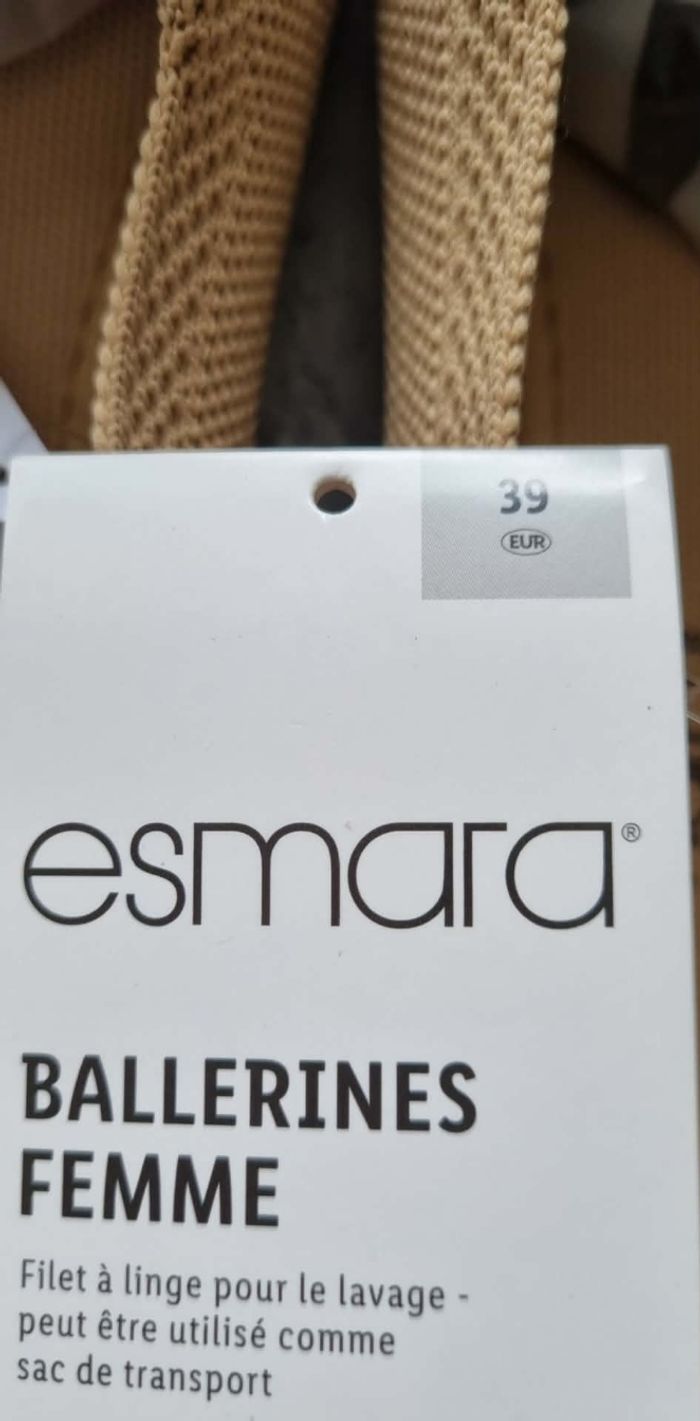 39
EUR
esmara®
BALLERINES
FEMME
Filet à linge pour le lavage -
peut être utilisé comme
sac de transport